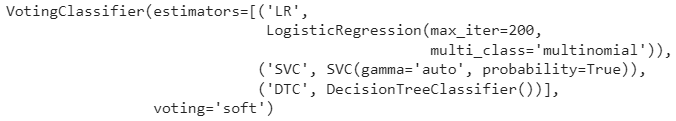 VotingClassifier(estimators=[('LR',
LogisticRegression(max_iter=200,
multi_class='multinomial')),
('SVC', SVC(gamma='auto', probability=True)),
('DTC', DecisionTreeClassifier())],
voting='soft')